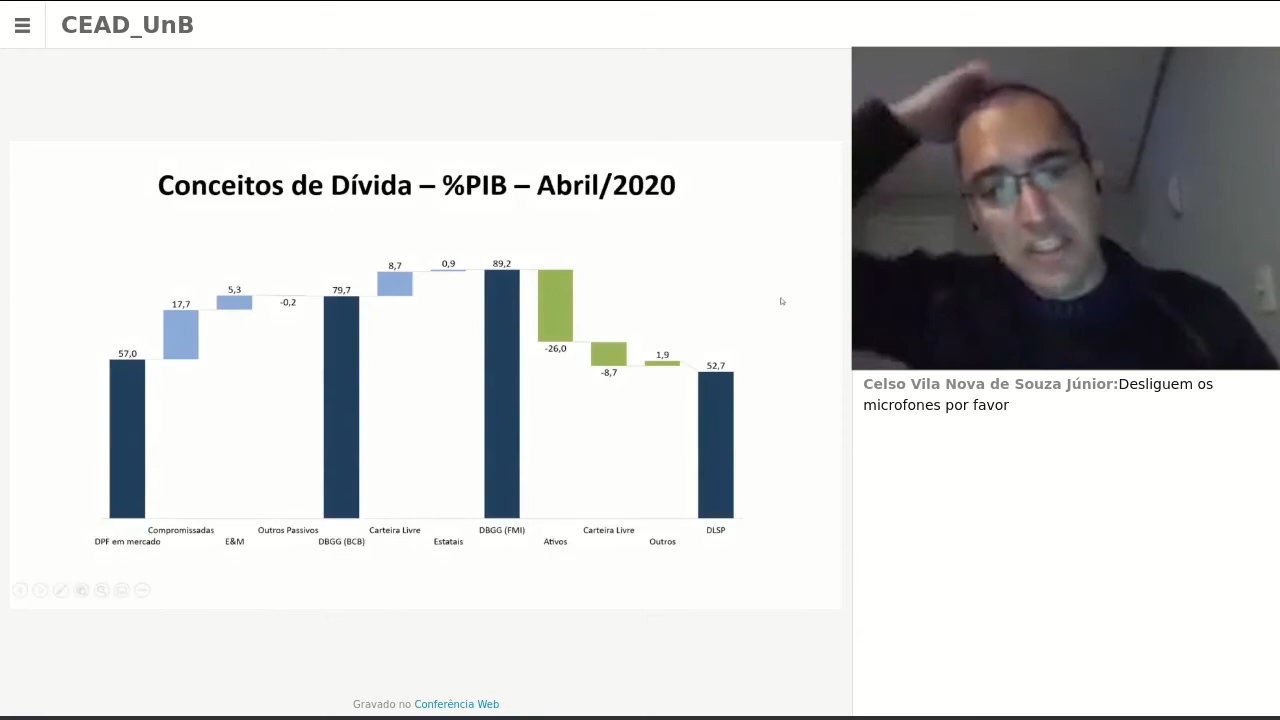 CEAD_UnB
Conceitos de Dívida – %PIB – Abril/2020
57,0
17,7
5,3
-0,2
79,7
8,7
0,9
89,2
-26,0
-8,7
1,9
52,7
DPF em mercado
Compromissadas
E&M
Outros Passivos
DBGG (BCB)
Carteira Livre
Estatais
DBGG (FMI)
Ativos
Carteira Livre
Outros
DLSP
Gravado no Conferência Web
Celso Vila Nova de Souza Júnior:Desliguem os
microfones por favor